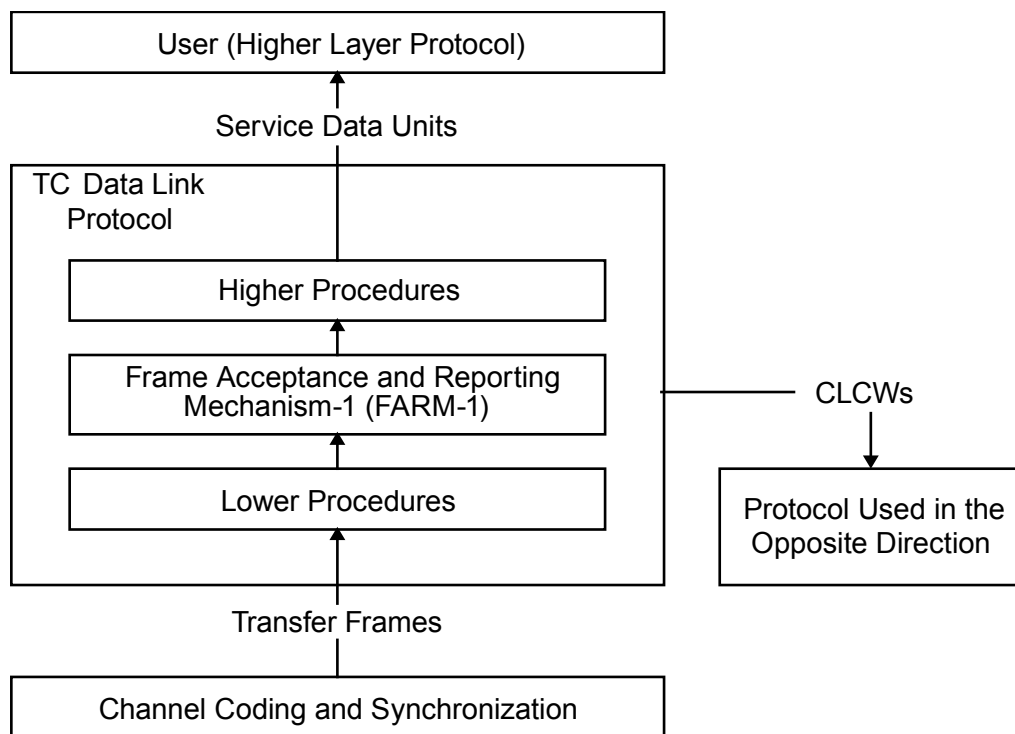 User (Higher Layer Protocol)
Service Data Units
TC Data Link
Protocol
Higher Procedures
Frame Acceptance and Reporting
Mechanism-1 (FARM-1)
CLCWs
Lower Procedures
Protocol Used in the
Opposite Direction
Transfer Frames
Channel Coding and Synchronization